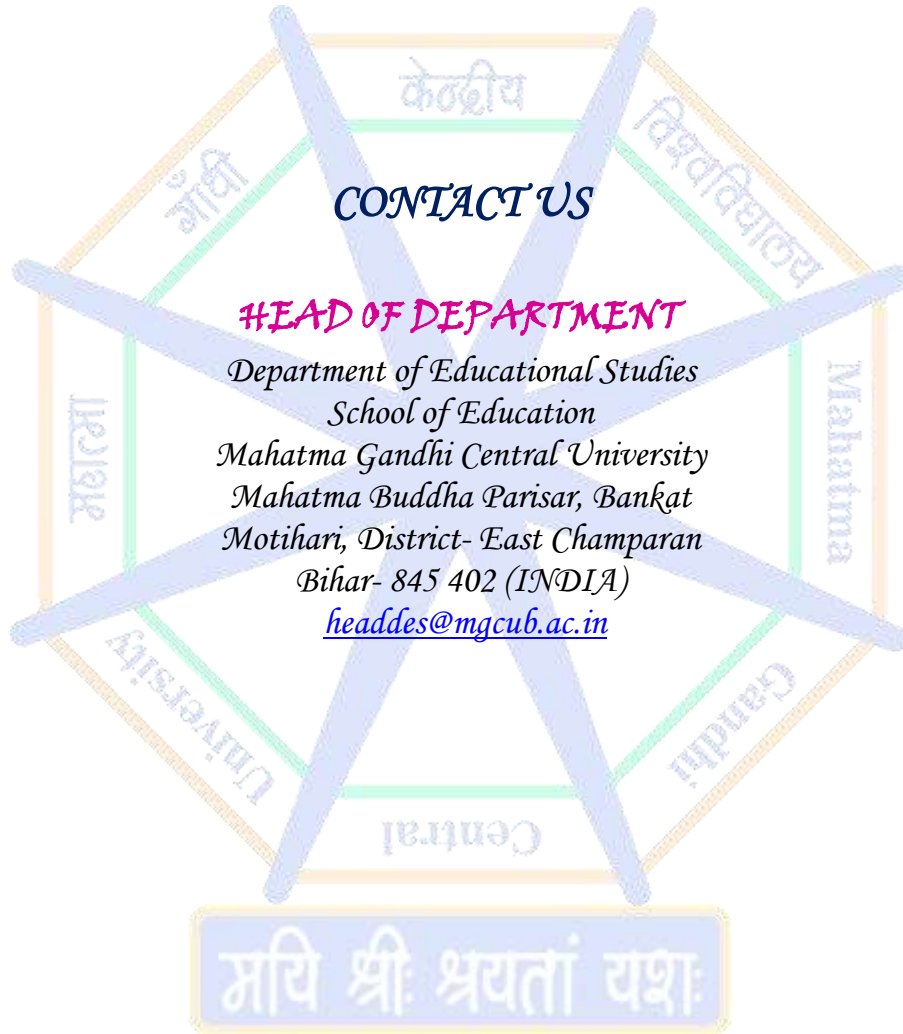 केन्द्रीय
विश्वविद्यालय
गाँधी
महात्मा
Mahatma
Gandhi
Central
University
CONTACT US
HEAD OF DEPARTMENT
Department of Educational Studies
School of Education
Mahatma Gandhi Central University
Mahatma Buddha Parisar, Bankat
Motihari, District- East Champaran
Bihar- 845 402 (INDIA)
headdes@mgcub.ac.in
मयि श्रीः श्रयतां यशः